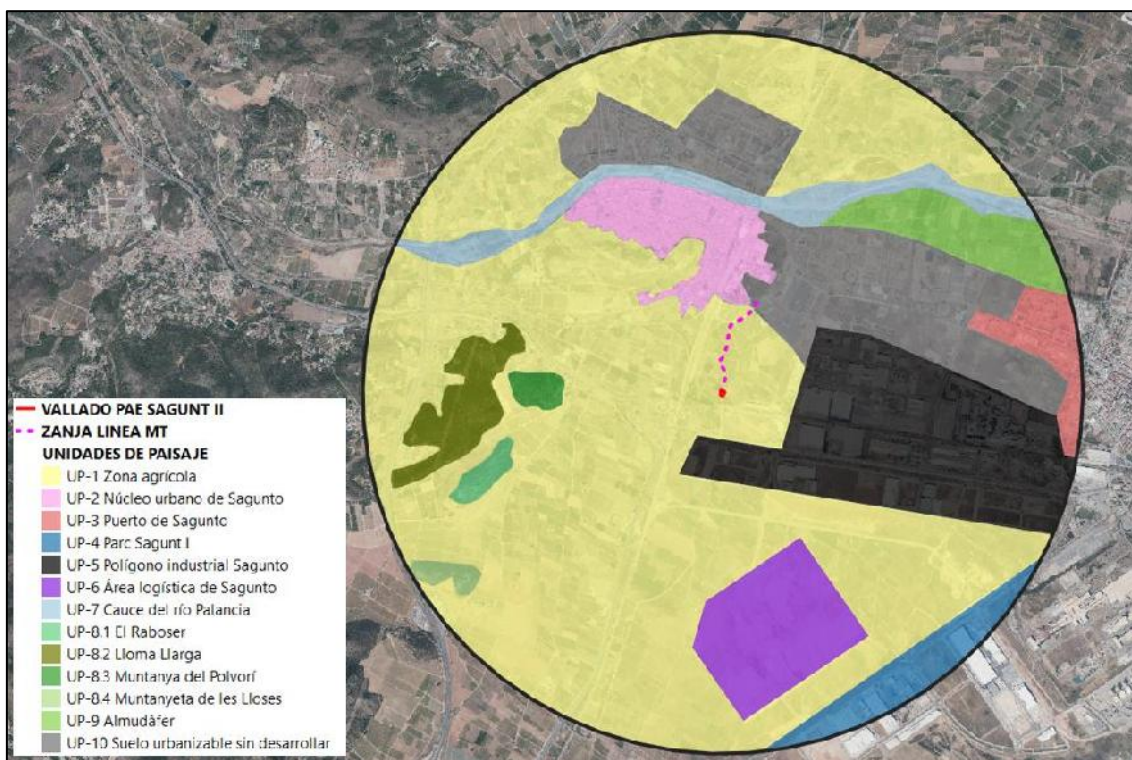 VALLADO PAE SAGUNT II
ZANJA LINEA MT
UNIDADES DE PAISAJE
UP-1 Zona agrícola
UP-2 Núcleo urbano de Sagunto
UP-3 Puerto de Sagunto
UP-4 Parc Sagunt I
UP-5 Polígono industrial Sagunto
UP-6 Área logística de Sagunto
UP-7 Cauce del río Palancia
UP-8.1 El Raboser
UP-8.2 Lloma Llarga
UP-8.3 Muntanya del Polvorí
UP-8.4 Muntanyeta de les Lloses
UP-9 Almudàfer
UP-10 Suelo urbanizable sin desarrollar